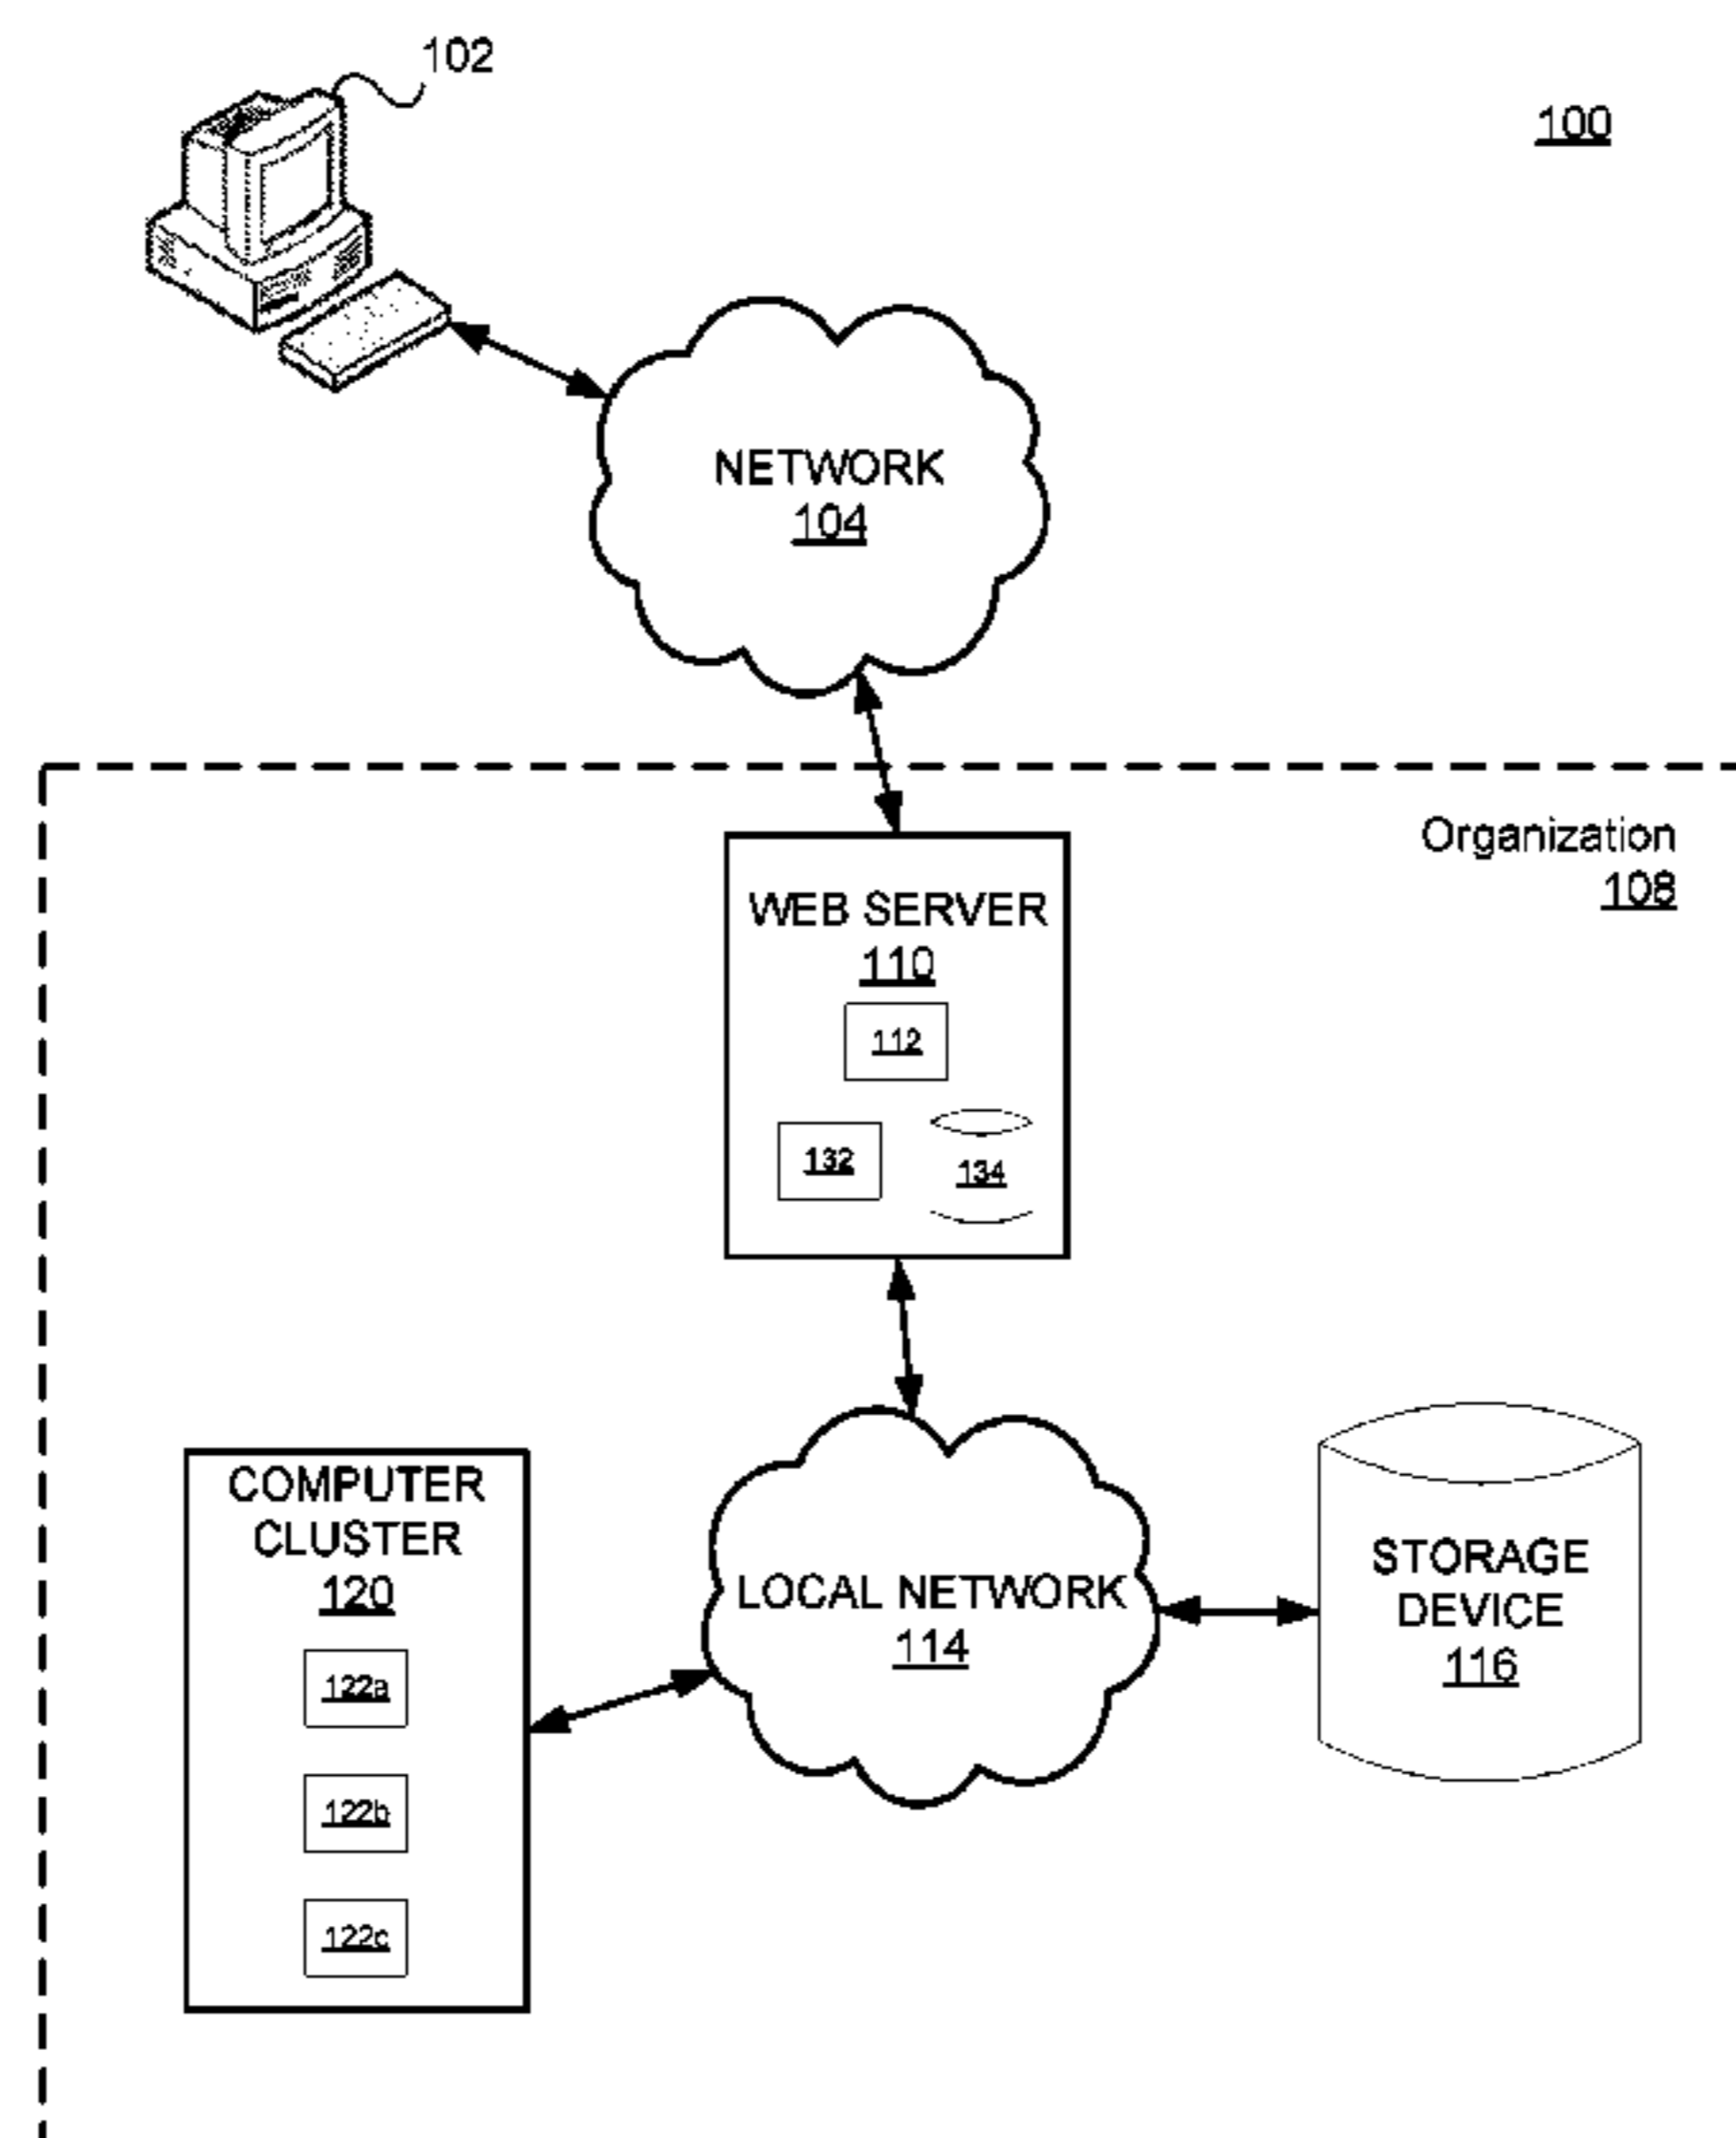 102
100
NETWORK
104
Organization
108
WEB SERVER
110
112
132
134
COMPUTER
CLUSTER
120
122a
122b
122c
LOCAL NETWORK
114
STORAGE
DEVICE
116